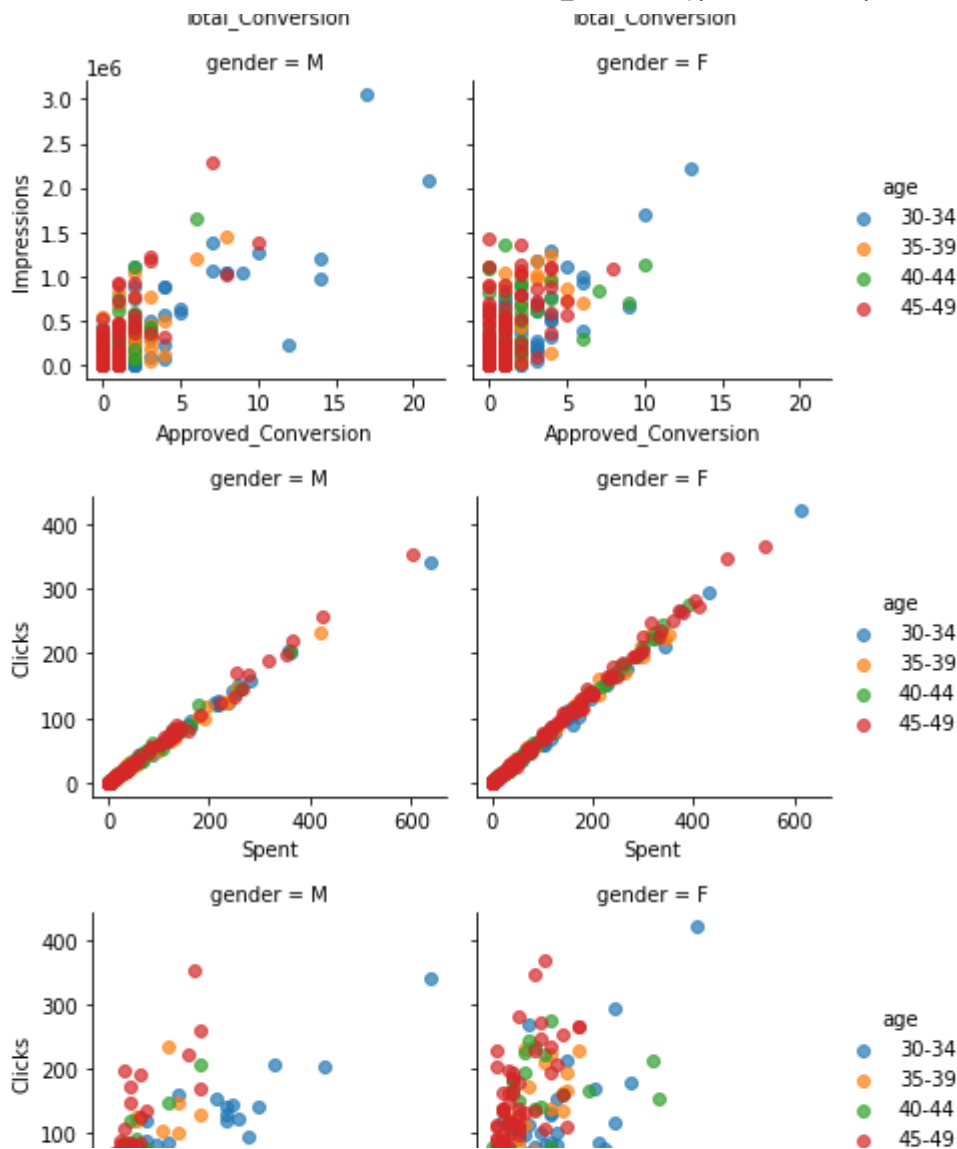 Total_Conversion Total_Conversion
gender = M gender = F
1e6
3.0
2.5
2.0
1.5
1.0
0.5
0.0
Impressions
0 5 10 15 20 0 5 10 15 20
Approved_Conversion Approved_Conversion
age
30-34
35-39
40-44
45-49
gender = M gender = F
400
300
200
100
0
Clicks
0 200 400 600 0 200 400 600
Spent Spent
age
30-34
35-39
40-44
45-49
gender = M gender = F
400
300
200
100
Clicks
age
30-34
35-39
40-44
45-49